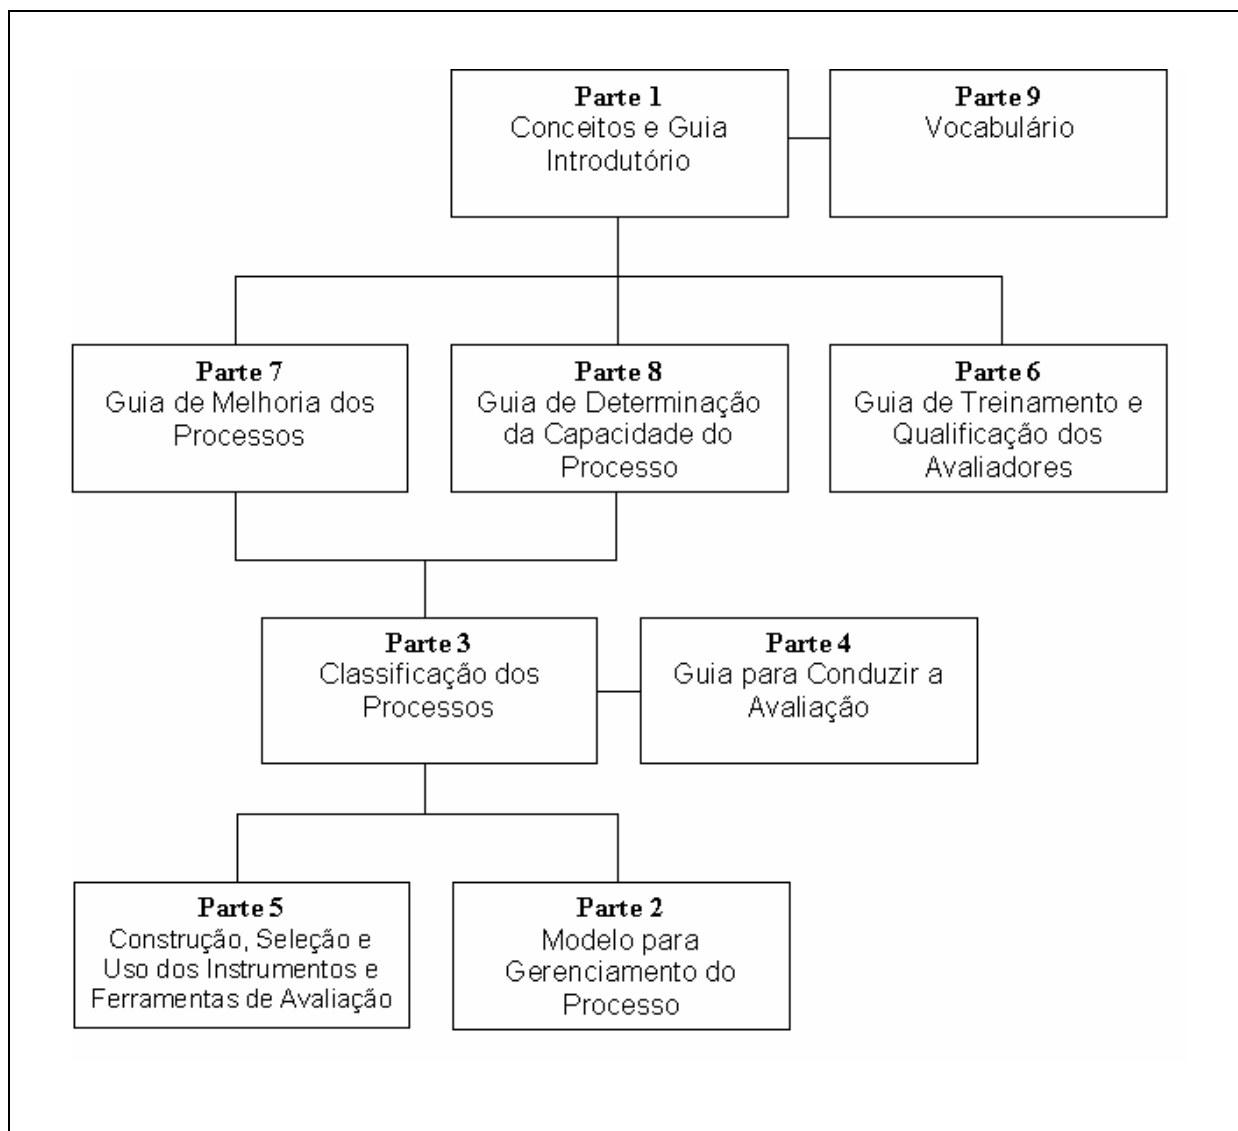 Parte 1
Conceitos e Guia
Introdutório
Parte 9
Vocabulário
Parte 7
Guia de Melhoria dos
Processos
Parte 8
Guia de Determinação
da Capacidade do
Processo
Parte 6
Guia de Treinamento e
Qualificação dos
Avaliadores
Parte 3
Classificação dos
Processos
Parte 4
Guia para Conduzir a
Avaliação
Parte 5
Construção, Seleção e
Uso dos Instrumentos e
Ferramentas de Avaliação
Parte 2
Modelo para
Gerenciamento do
Processo